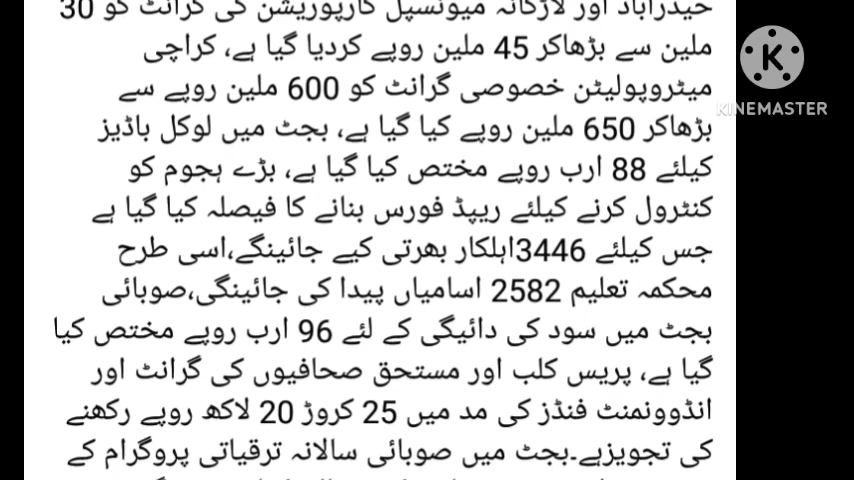 حیدرآباد اور لاڑکانہ میونسپل کارپوریشن کی گرانٹ کو 30
ملین سے بڑھاکر 45 ملین روپے کردیا گیا ہے، کراچی
میٹروپولیٹن خصوصی گرانٹ کو 600 ملین روپے سے
بڑھاکر 650 ملین روپے کیا گیا ہے، بجٹ میں لوکل باڈیز
کیلئے 88 ارب روپے مختص کیا گیا ہے، بڑے ہجوم کو
کنٹرول کرنے کیلئے ریپڈ فورس بنانے کا فیصلہ کیا گیا ہے
جس کیلئے 3446اہلکار بھرتی کیے جائینگے،اسی طرح
محکمہ تعلیم 2582 اسامیاں پیدا کی جائینگی،صوبائی
بجٹ میں سود کی دائیگی کے لئے 96 ارب روپے مختص کیا
گیا ہے، پریس کلب اور مستحق صحافیوں کی گرانٹ اور
انڈوونمنٹ فنڈز کی مد میں 25 کروڑ 20 لاکھ روپے رکھنے
کی تجویزہے۔بجٹ میں صوبائی سالانہ ترقیاتی پروگرام کے
KINEMASTER